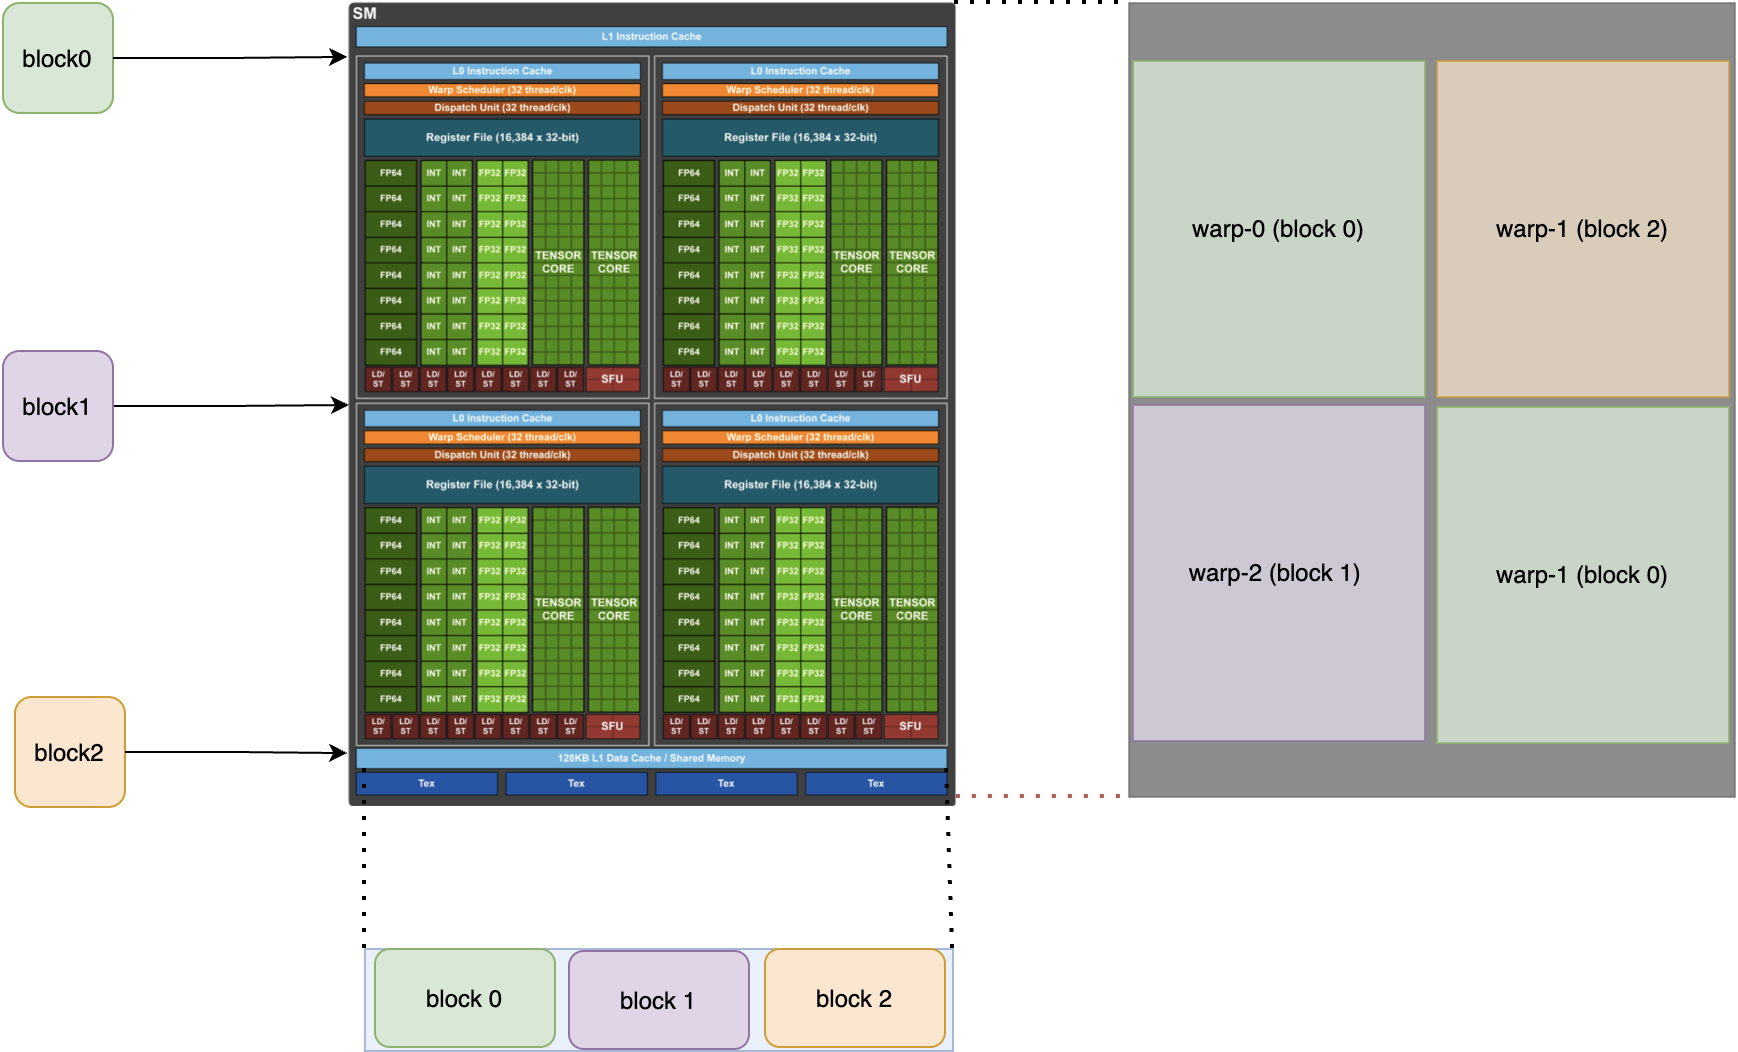 block0
block1
block2
SM
L1 Instruction Cache
L0 Instruction Cache
Warp Scheduler (32 thread/clk)
Dispatch Unit (32 thread/clk)
Register File (16,384 x 32-bit)
FP64 INT INT FP32 FP32
FP64 INT INT FP32 FP32
FP64 INT INT FP32 FP32
FP64 INT INT FP32 FP32
FP64 INT INT FP32 FP32
FP64 INT INT FP32 FP32
FP64 INT INT FP32 FP32
FP64 INT INT FP32 FP32
TENSOR CORE
TENSOR CORE
LD/ST LD/ST LD/ST LD/ST LD/ST LD/ST LD/ST LD/ST SFU
L0 Instruction Cache
Warp Scheduler (32 thread/clk)
Dispatch Unit (32 thread/clk)
Register File (16,384 x 32-bit)
FP64 INT INT FP32 FP32
FP64 INT INT FP32 FP32
FP64 INT INT FP32 FP32
FP64 INT INT FP32 FP32
FP64 INT INT FP32 FP32
FP64 INT INT FP32 FP32
FP64 INT INT FP32 FP32
FP64 INT INT FP32 FP32
TENSOR CORE
TENSOR CORE
LD/ST LD/ST LD/ST LD/ST LD/ST LD/ST LD/ST LD/ST SFU
L0 Instruction Cache
Warp Scheduler (32 thread/clk)
Dispatch Unit (32 thread/clk)
Register File (16,384 x 32-bit)
FP64 INT INT FP32 FP32
FP64 INT INT FP32 FP32
FP64 INT INT FP32 FP32
FP64 INT INT FP32 FP32
FP64 INT INT FP32 FP32
FP64 INT INT FP32 FP32
FP64 INT INT FP32 FP32
FP64 INT INT FP32 FP32
TENSOR CORE
TENSOR CORE
LD/ST LD/ST LD/ST LD/ST LD/ST LD/ST LD/ST LD/ST SFU
L0 Instruction Cache
Warp Scheduler (32 thread/clk)
Dispatch Unit (32 thread/clk)
Register File (16,384 x 32-bit)
FP64 INT INT FP32 FP32
FP64 INT INT FP32 FP32
FP64 INT INT FP32 FP32
FP64 INT INT FP32 FP32
FP64 INT INT FP32 FP32
FP64 INT INT FP32 FP32
FP64 INT INT FP32 FP32
FP64 INT INT FP32 FP32
TENSOR CORE
TENSOR CORE
LD/ST LD/ST LD/ST LD/ST LD/ST LD/ST LD/ST LD/ST SFU
128KB L1 Data Cache / Shared Memory
Tex Tex Tex Tex
warp-0 (block 0)
warp-1 (block 2)
warp-2 (block 1)
warp-1 (block 0)
block 0
block 1
block 2